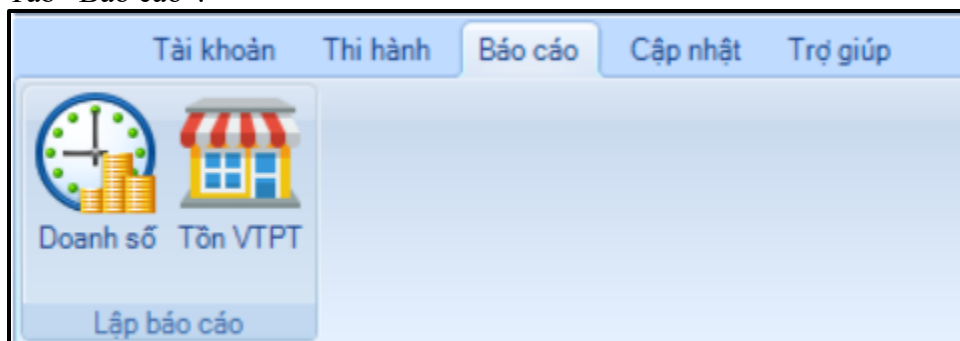 Tài khoản Thi hành Báo cáo Cập nhật Trợ giúp
Doanh số Tồn VTPT
Lập báo cáo